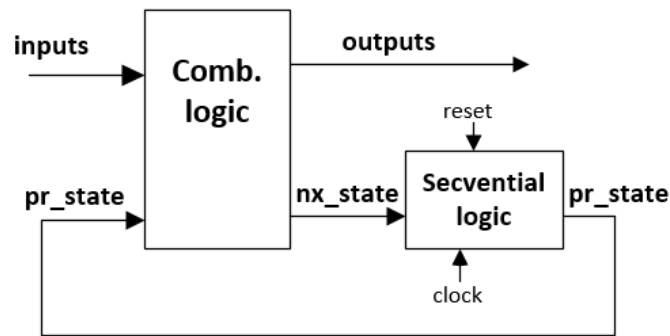 inputs
Comb.
logic
outputs
reset
pr_state
nx_state
Secvential
logic
pr_state
clock